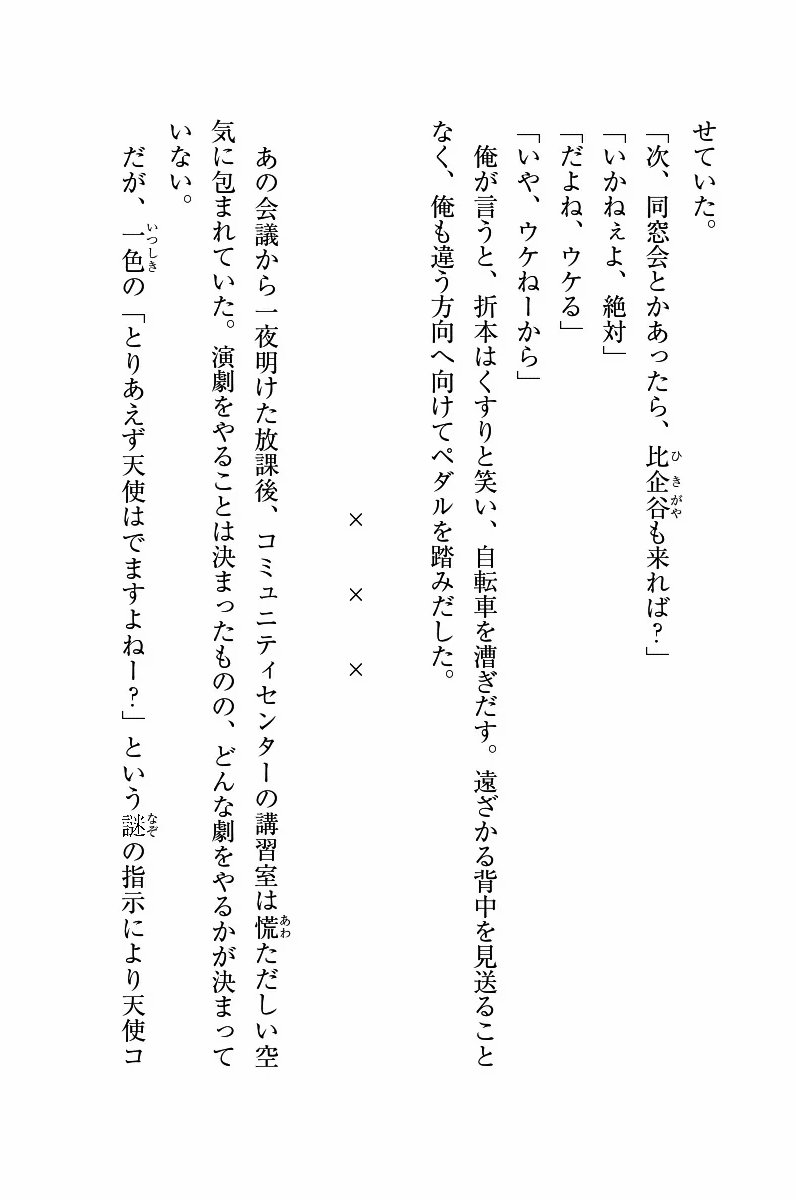 せていた。
「次、同窓会とかあったら、比企谷も来れば？」
「いかねぇよ、絶対」
「だよね、ウケる」
「いや、ウケねーから」
　俺が言うと、折本はくすりと笑い、自転車を漕ぎだす。遠ざかる背中を見送ること
なく、俺も違う方向へ向けてペダルを踏みだした。
×　×　×
　あの会議から一夜明けた放課後、コミュニティセンターの講習室は慌ただしい空
気に包まれていた。演劇をやることは決まったものの、どんな劇をやるかが決まって
いない。
　だが、一色の「とりあえず天使はでますよねー？」という謎の指示により天使コ